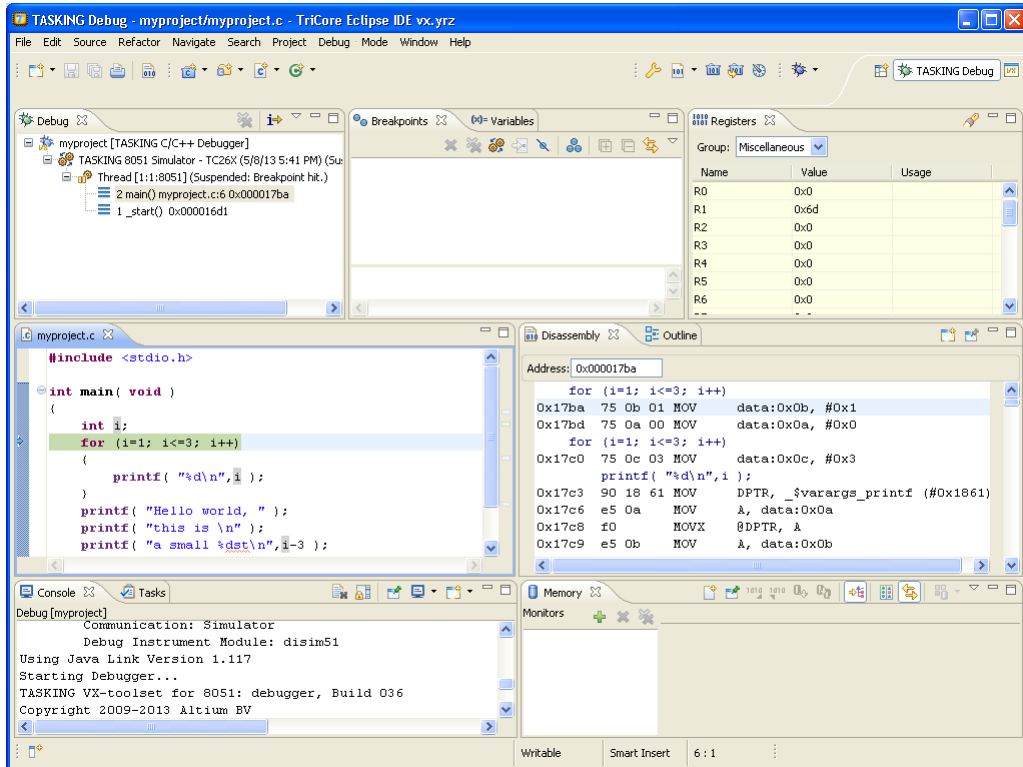 TASKING Debug - myproject/myproject.c - TriCore Eclipse IDE vx.yrz
File Edit Source Refactor Navigate Search Project Debug Mode Window Help
TASKING Debug
Debug
myproject [TASKING C/C++ Debugger]
TASKING 8051 Simulator - TC26X (5/8/13 5:41 PM) (Su
Thread [1:1:8051] (Suspended: Breakpoint hit.)
2 main() myproject.c:6 0x000017ba
1 _start() 0x000016d1
Breakpoints
(x)= Variables
Registers
Group: Miscellaneous
Name Value Usage
R0 0x0
R1 0x6d
R2 0x0
R3 0x0
R4 0x0
R5 0x0
R6 0x0
myproject.c
#include <stdio.h>
int main( void )
{
int i;
for (i=1; i<=3; i++)
{
printf( "%d\n",i );
}
printf( "Hello world, " );
printf( "this is \n" );
printf( "a small %dst\n",i-3 );
Disassembly
Outline
Address: 0x000017ba
for (i=1; i<=3; i++)
0x17ba 75 0b 01 MOV data:0x0b, #0x1
0x17bd 75 0a 00 MOV data:0x0a, #0x0
for (i=1; i<=3; i++)
0x17c0 75 0c 03 MOV data:0x0c, #0x3
printf( "%d\n",i );
0x17c3 90 18 61 MOV DPTR, _$varargs_printf (#0x1861)
0x17c6 e5 0a MOV A, data:0x0a
0x17c8 f0 MOVX @DPTR, A
0x17c9 e5 0b MOV A, data:0x0b
Console
Tasks
Debug [myproject]
Communication: Simulator
Debug Instrument Module: disim51
Using Java Link Version 1.117
Starting Debugger...
TASKING VX-toolset for 8051: debugger, Build 036
Copyright 2009-2013 Altium BV
Memory
Monitors
Writable Smart Insert 6 : 1